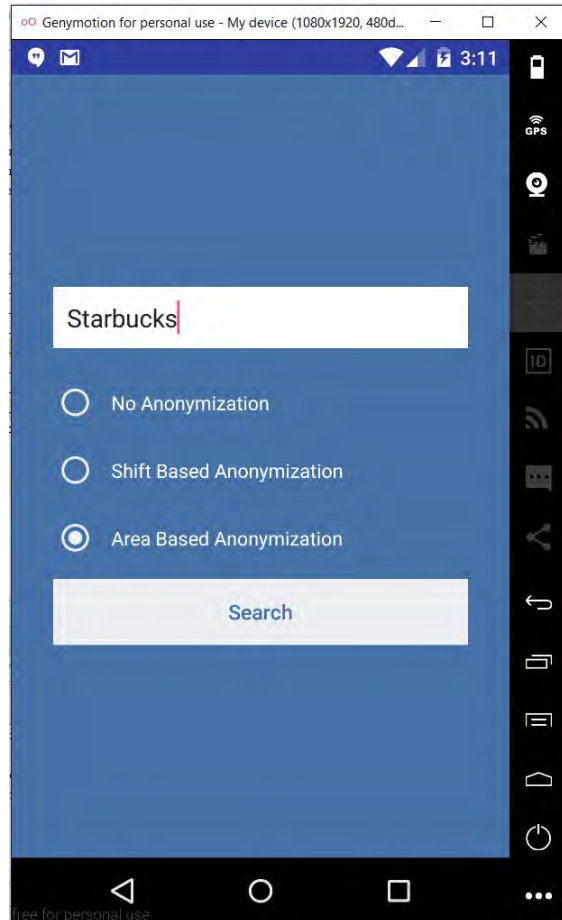 Genymotion for personal use - My device (1080x1920, 480d...
3:11
GPS
Starbucks
No Anonymization
ID
Shift Based Anonymization
Area Based Anonymization
Search
free for personal use